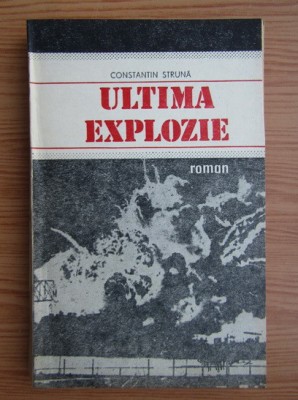 CONSTANTIN STRUNĂ
ULTIMA
EXPLOZIE
roman